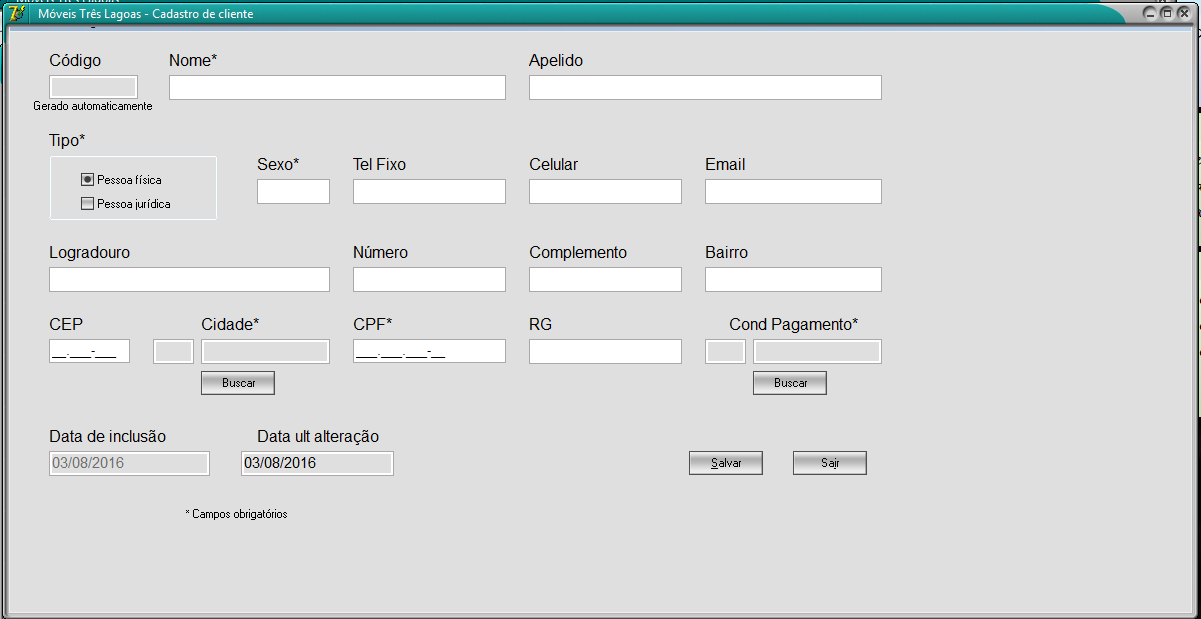 Móveis Três Lagoas - Cadastro de cliente
Código Nome* Apelido
Gerado automaticamente
Tipo*
Pessoa física
Pessoa jurídica
Sexo* Tel Fixo Celular Email
Logradouro Número Complemento Bairro
CEP Cidade* CPF* RG Cond Pagamento*
__.___-___ ___.___.___-__
Buscar Buscar
Data de inclusão Data ult alteração
03/08/2016 03/08/2016 Salvar Sair
* Campos obrigatórios